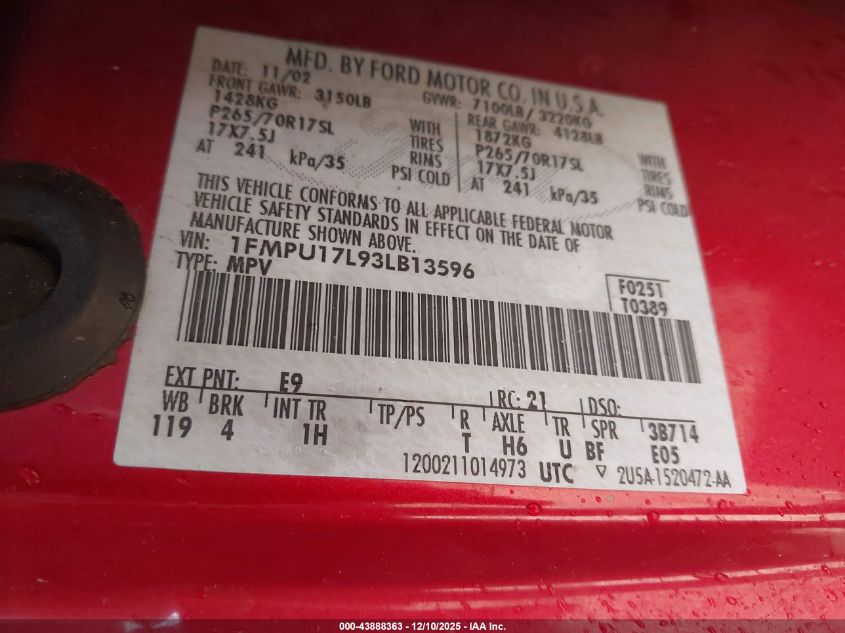 MFD. BY FORD MOTOR CO. IN U.S.A.
DATE: 11/02 GVWR: 7100LB/ 3220KG
FRONT GAWR: 3150LB REAR GAWR: 4128LB
1428KG WITH 1872KG WITH
P265/70R17SL TIRES P265/70R17SL TIRES
17X7.5J RIMS 17X7.5J RIMS
AT 241 kPa/35 PSI COLD AT 241 kPa/35 PSI COLD
THIS VEHICLE CONFORMS TO ALL APPLICABLE FEDERAL MOTOR
VEHICLE SAFETY STANDARDS IN EFFECT ON THE DATE OF
MANUFACTURE SHOWN ABOVE.
VIN: 1FMPU17L93LB13596
TYPE: MPV
F0251
T0389
EXT PNT: E9 RC: 21 DSO:
WB BRK INT TR TP/PS R AXLE TR SPR 3B714
119 4 1H T H6 U BF E05
1200211014973 UTC ▽ 2U5A-1520472-AA
000-43888363 - 12/10/2025 - IAA Inc.